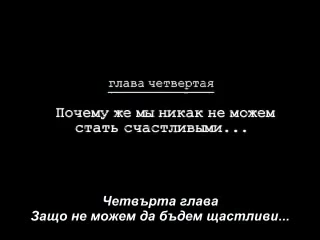 глава четвертая
Почему же мы никак не можем
стать счастливыми...
Четвърта глава
Защо не можем да бъдем щастливи...